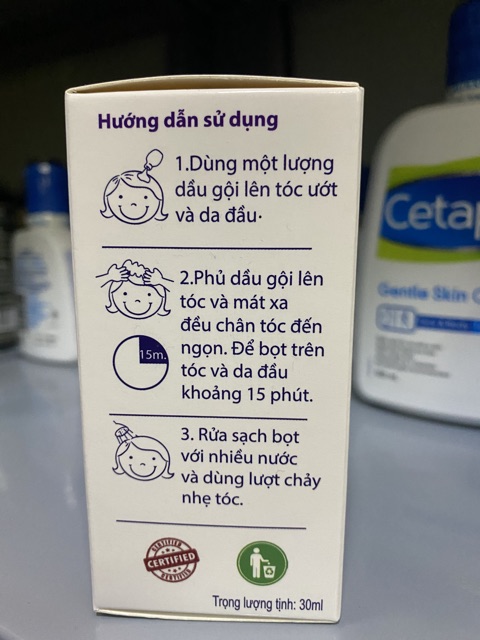 Hướng dẫn sử dụng
1.Dùng một lượng
dầu gội lên tóc ướt
và da đầu.
2.Phủ dầu gội lên
tóc và mát xa
đều chân tóc đến
ngọn. Để bọt trên
tóc và da đầu
khoảng 15 phút.
15m.
3. Rửa sạch bọt
với nhiều nước
và dùng lượt chảy
nhẹ tóc.
CERTIFIED
CERTIFIED
CERTIFIED
Trọng lượng tịnh: 30ml
Cetap
Gentle Skin C